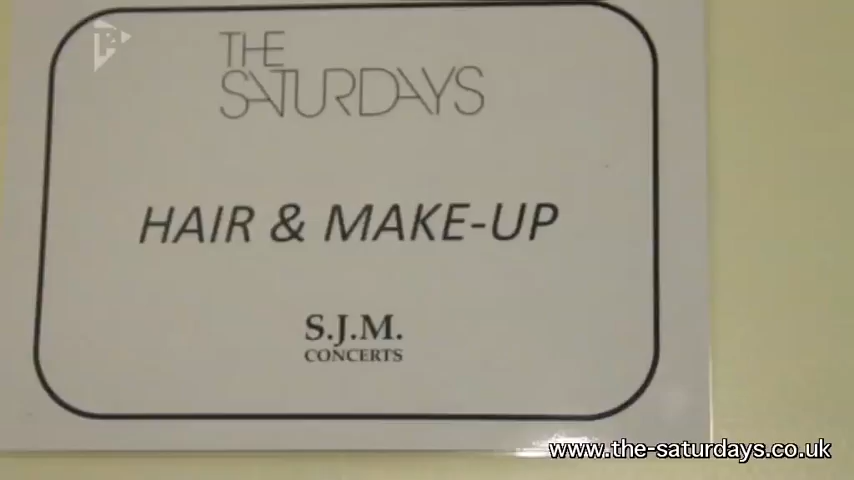 THE
SATURDAYS
HAIR & MAKE-UP
S.J.M.
CONCERTS
www.the-saturdays.co.uk